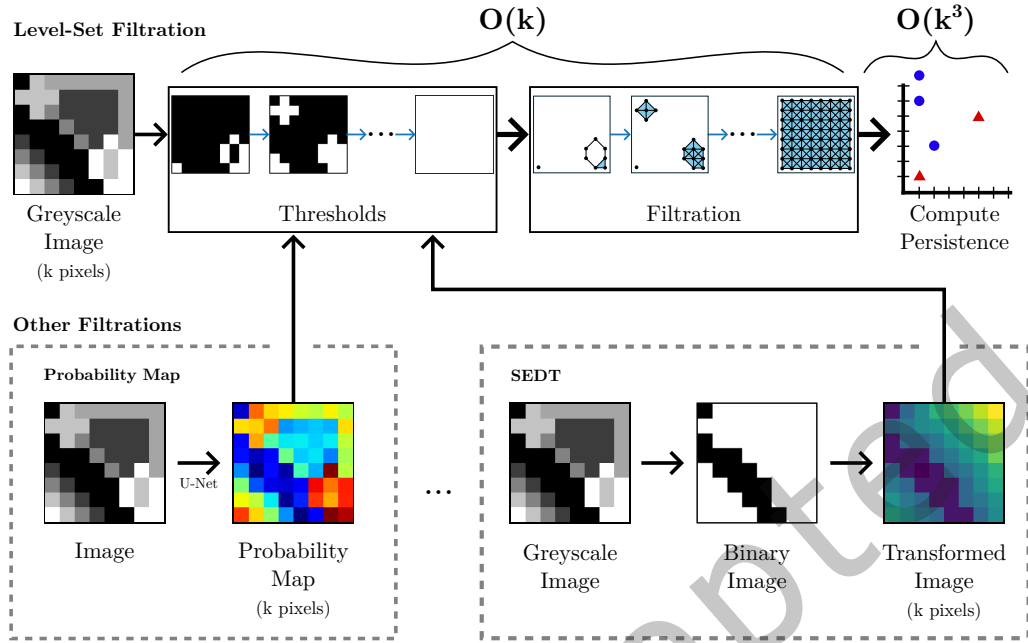 O(k)
O(k³)
Level-Set Filtration
Greyscale
Image
(k pixels)
Thresholds
Filtration
Compute
Persistence
Other Filtrations
Probability Map
U-Net
Image
Probability
Map
(k pixels)
...
SEDT
Greyscale
Image
Binary
Image
Transformed
Image
(k pixels)